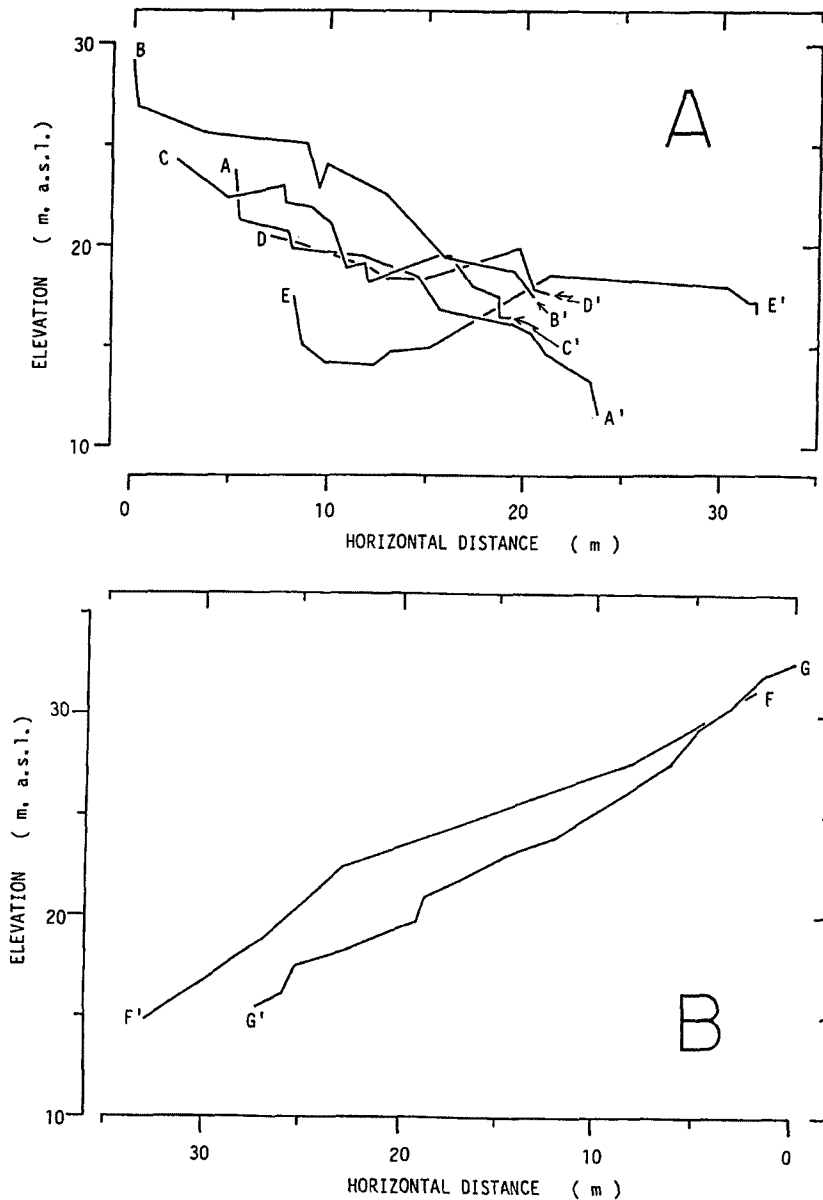 30
B
A
C
A
20
D
E
D'
B'
E'
C'
A'
10
ELEVATION ( m, a.s.l.)
0
10
20
30
HORIZONTAL DISTANCE ( m )
G
F
30
20
F'
G'
B
10
ELEVATION ( m, a.s.l.)
30
20
10
0
HORIZONTAL DISTANCE ( m )